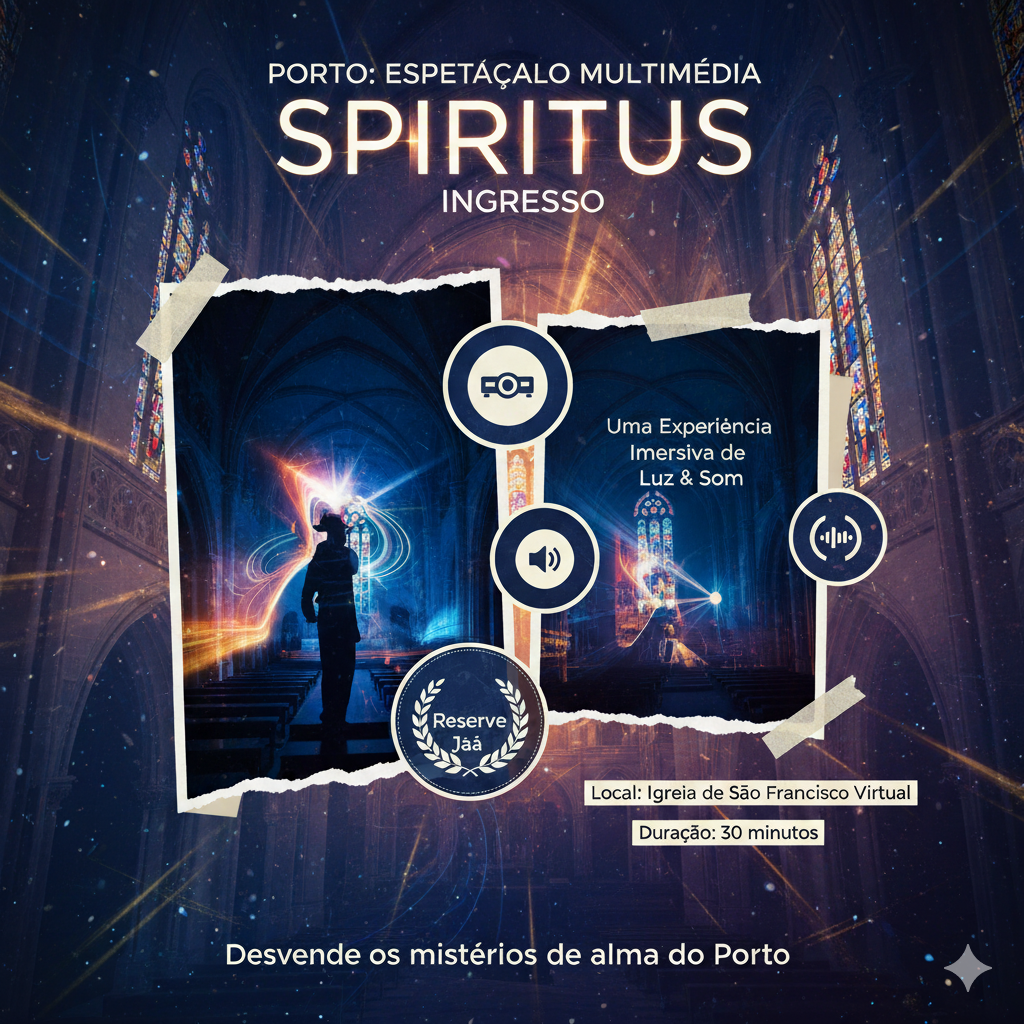 PORTO: ESPETÁÇALO MULTIMÉDIA
SPIRITUS
INGRESSO
Uma Experiência
Imersiva de
Luz & Som
Reserve
Jáá
Local: Igreia de São Francisco Virtual
Duração: 30 minutos
Desvende os mistérios de alma do Porto